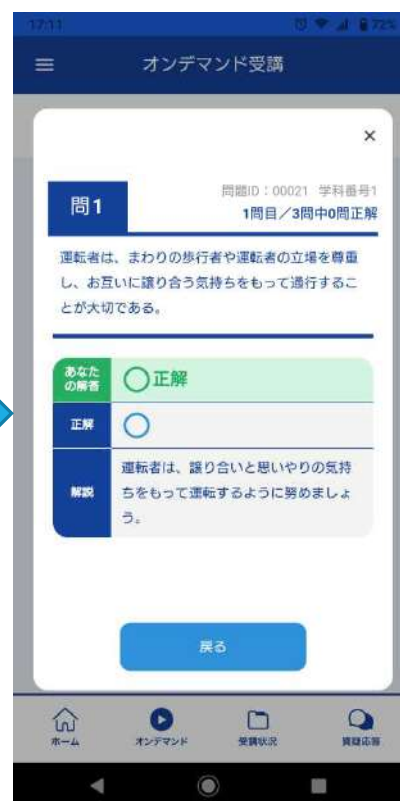 17:11
72%
オンデマンド受講
×
問1
問題ID：00021 学科番号1
1問目／3問中0問正解
運転者は、まわりの歩行者や運転者の立場を尊重
し、お互いに譲り合う気持ちをもって通行するこ
とが大切である。
あなた
の解答
◯正解
正解
◯
解説
運転者は、譲り合いと思いやりの気持
ちをもって運転するように努めましょ
う。
戻る
ホーム
オンデマンド
受講状況
質疑応答